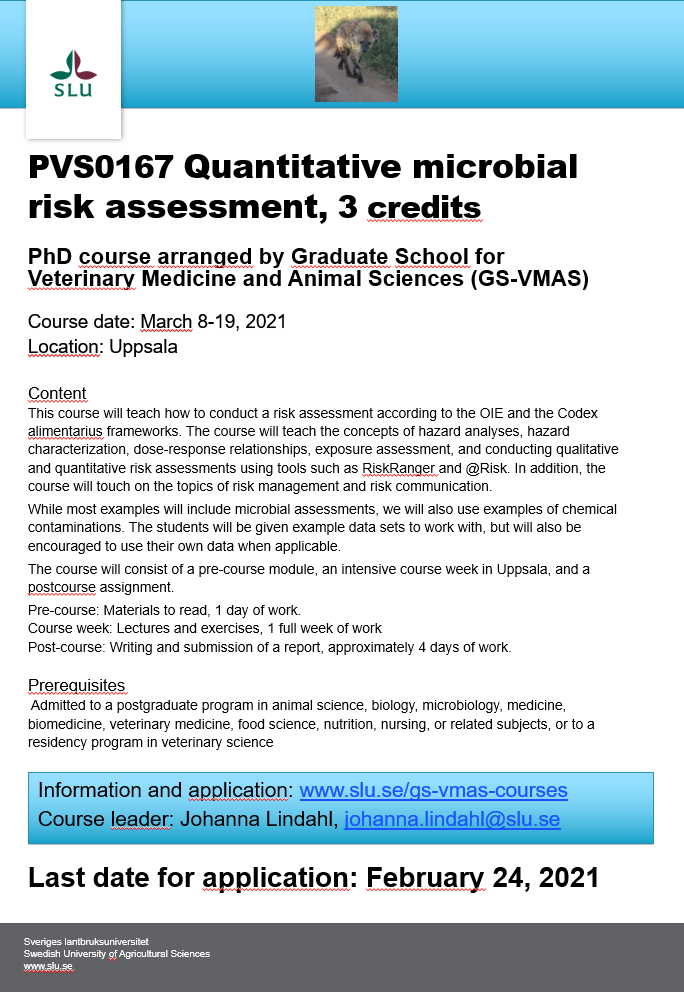 SLU
PVS0167 Quantitative microbial
risk assessment, 3 credits
PhD course arranged by Graduate School for
Veterinary Medicine and Animal Sciences (GS-VMAS)
Course date: March 8-19, 2021
Location: Uppsala
Content
This course will teach how to conduct a risk assessment according to the OIE and the Codex
alimentarius frameworks. The course will teach the concepts of hazard analyses, hazard
characterization, dose-response relationships, exposure assessment, and conducting qualitative
and quantitative risk assessments using tools such as RiskRanger and @Risk. In addition, the
course will touch on the topics of risk management and risk communication.
While most examples will include microbial assessments, we will also use examples of chemical
contaminations. The students will be given example data sets to work with, but will also be
encouraged to use their own data when applicable.
The course will consist of a pre-course module, an intensive course week in Uppsala, and a
postcourse assignment.
Pre-course: Materials to read, 1 day of work.
Course week: Lectures and exercises, 1 full week of work
Post-course: Writing and submission of a report, approximately 4 days of work.
Prerequisites
Admitted to a postgraduate program in animal science, biology, microbiology, medicine,
biomedicine, veterinary medicine, food science, nutrition, nursing, or related subjects, or to a
residency program in veterinary science
Information and application: www.slu.se/gs-vmas-courses
Course leader: Johanna Lindahl, johanna.lindahl@slu.se
Last date for application: February 24, 2021
Sveriges lantbruksuniversitet
Swedish University of Agricultural Sciences
www.slu.se